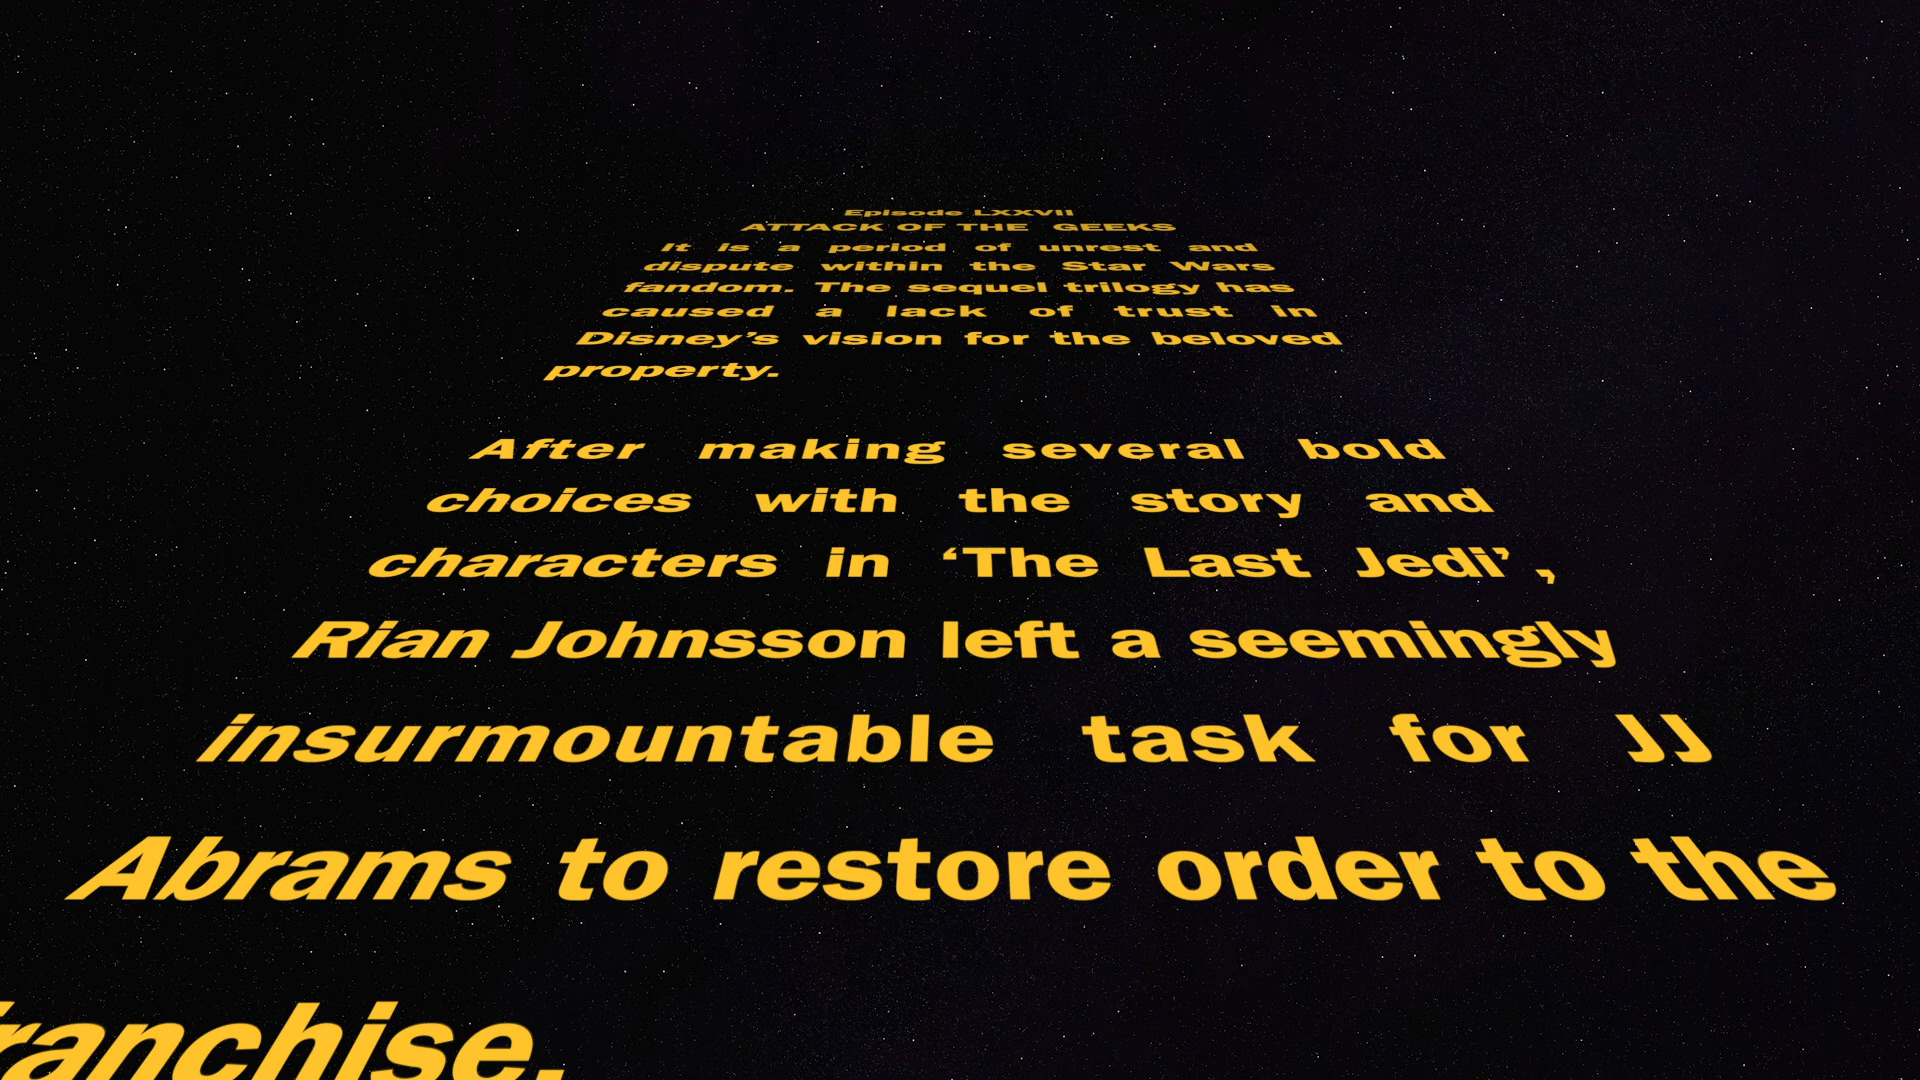 Episode LXXVII
ATTACK OF THE GEEKS
It is a period of unrest and
dispute within the Star Wars
fandom. The sequel trilogy has
caused a lack of trust in
Disney’s vision for the beloved
property.
After making several bold
choices with the story and
characters in ‘The Last Jedi’ ,
Rian Johnsson left a seemingly
insurmountable task for JJ
Abrams to restore order to the
ranchise.